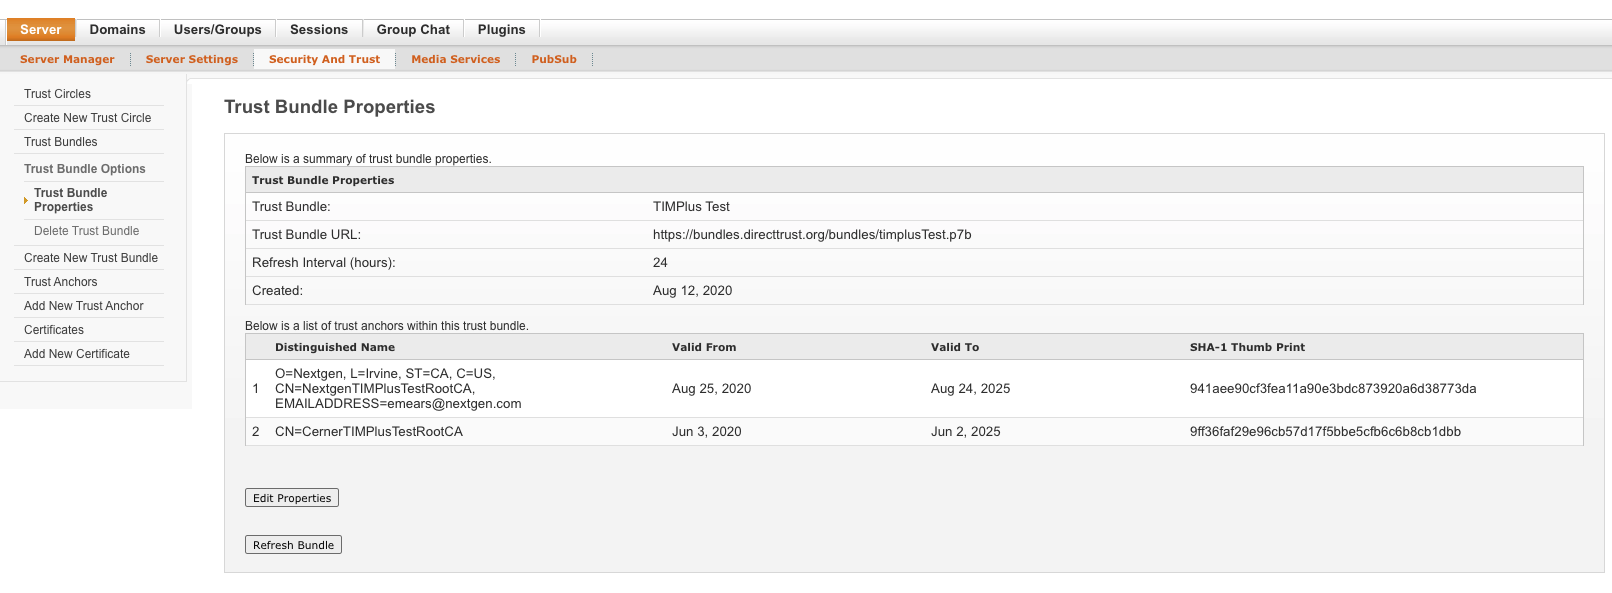 Server Domains Users/Groups Sessions Group Chat Plugins
Server Manager Server Settings Security And Trust Media Services PubSub
Trust Circles
Create New Trust Circle
Trust Bundles
Trust Bundle Options
Trust Bundle
Properties
Delete Trust Bundle
Create New Trust Bundle
Trust Anchors
Add New Trust Anchor
Certificates
Add New Certificate
Trust Bundle Properties
Below is a summary of trust bundle properties.
Trust Bundle Properties
Trust Bundle: TIMPlus Test
Trust Bundle URL: https://bundles.directtrust.org/bundles/timplusTest.p7b
Refresh Interval (hours): 24
Created: Aug 12, 2020
Below is a list of trust anchors within this trust bundle.
Distinguished Name Valid From Valid To SHA-1 Thumb Print
O=Nextgen, L=Irvine, ST=CA, C=US,
1 CN=NextgenTIMPlusTestRootCA, Aug 25, 2020 Aug 24, 2025 941aee90cf3fea11a90e3bdc873920a6d38773da
EMAILADDRESS=emears@nextgen.com
2 CN=CernerTIMPlusTestRootCA Jun 3, 2020 Jun 2, 2025 9ff36faf29e96cb57d17f5bbe5cfb6c6b8cb1dbb
Edit Properties
Refresh Bundle